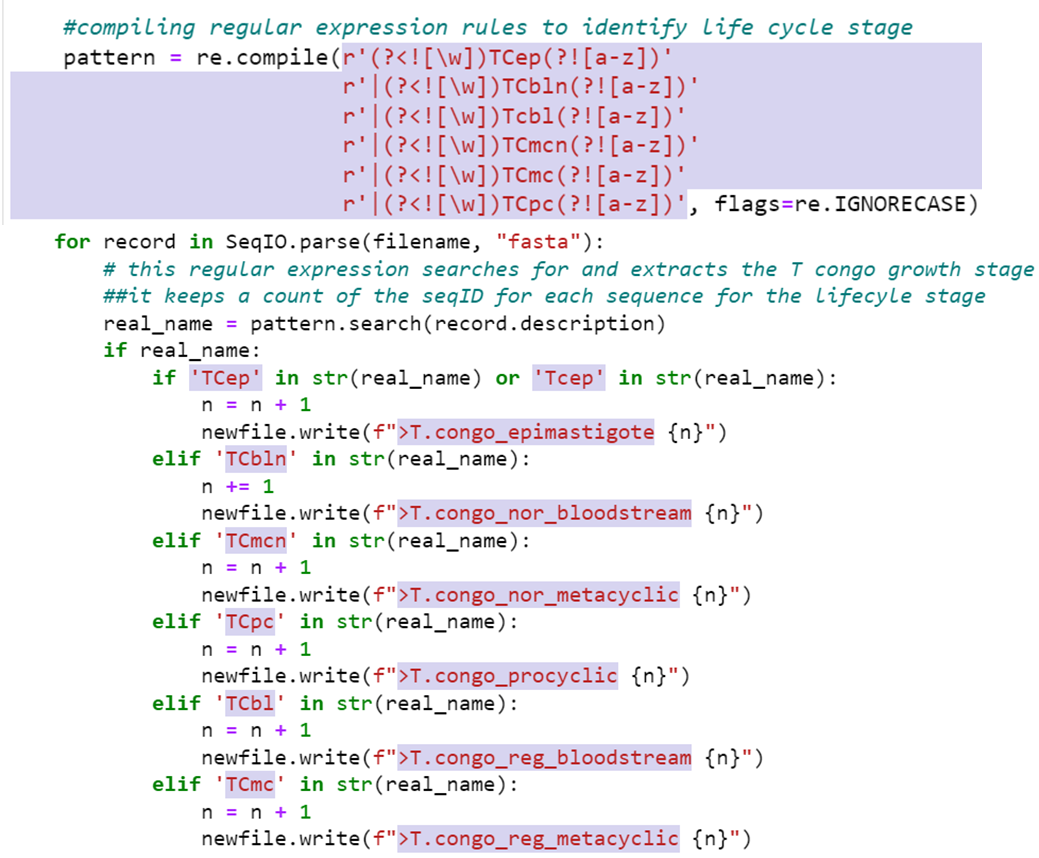 #compiling regular expression rules to identify life cycle stage
pattern = re.compile(r'(?<![\w])TCep(?![a-z])'
r'|(?<![\w])TCbln(?![a-z])'
r'|(?<![\w])Tcbl(?![a-z])'
r'|(?<![\w])TCmcn(?![a-z])'
r'|(?<![\w])TCmc(?![a-z])'
r'|(?<![\w])TCpc(?![a-z])', flags=re.IGNORECASE)
for record in SeqIO.parse(filename, "fasta"):
# this regular expression searches for and extracts the T congo growth stage
##it keeps a count of the seqID for each sequence for the lifecyle stage
real_name = pattern.search(record.description)
if real_name:
if 'TCep' in str(real_name) or 'Tcep' in str(real_name):
n = n + 1
newfile.write(f">T.congo_epimastigote {n}")
elif 'TCbln' in str(real_name):
n += 1
newfile.write(f">T.congo_nor_bloodstream {n}")
elif 'TCmcn' in str(real_name):
n = n + 1
newfile.write(f">T.congo_nor_metacyclic {n}")
elif 'TCpc' in str(real_name):
n = n + 1
newfile.write(f">T.congo_procyclic {n}")
elif 'TCbl' in str(real_name):
n = n + 1
newfile.write(f">T.congo_reg_bloodstream {n}")
elif 'TCmc' in str(real_name):
n = n + 1
newfile.write(f">T.congo_reg_metacyclic {n}")